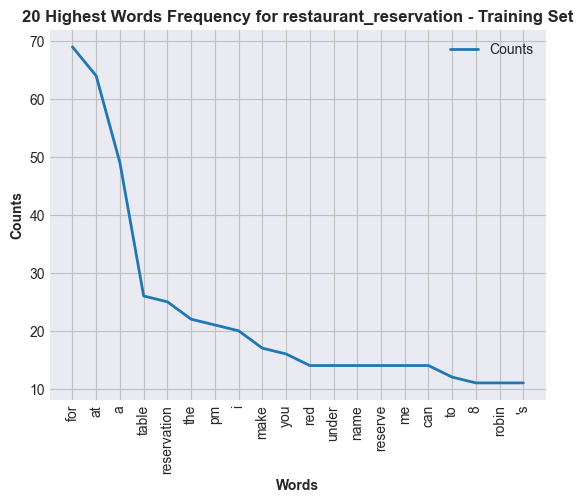 20 Highest Words Frequency for restaurant_reservation - Training Set
Counts
70
60
50
40
30
20
10
Counts
for
at
a
table
reservation
the
pm
i
make
you
red
under
name
reserve
me
can
to
8
robin
's
Words